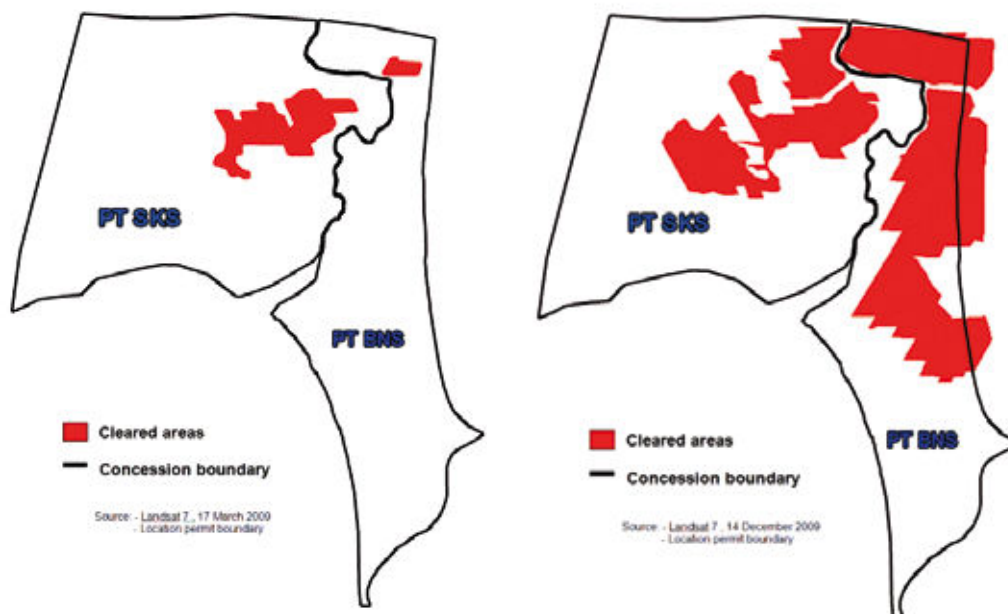 PT SKS
PT BNS
Cleared areas
Concession boundary
Source: - Landsat 7 , 17 March 2009
- Location permit boundary
PT SKS
PT BNS
Cleared areas
Concession boundary
Source: - Landsat 7 , 14 December 2009
- Location permit boundary